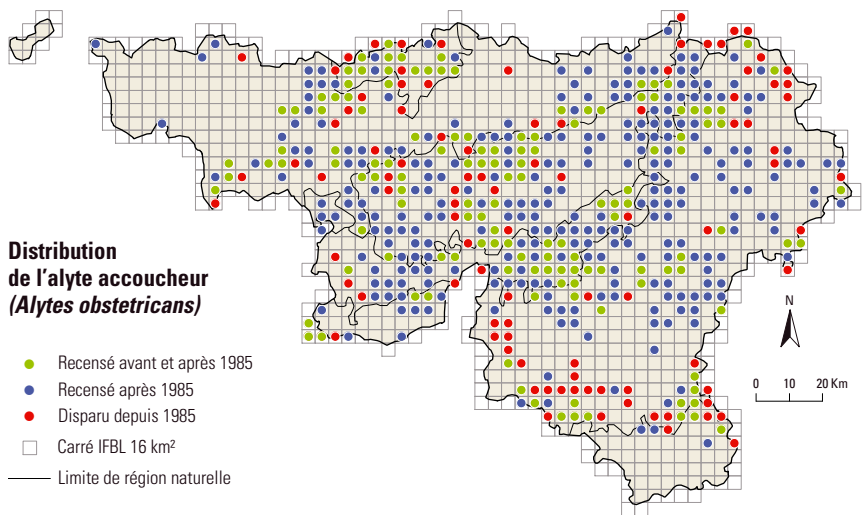 Distribution
de l'alyte accoucheur
(Alytes obstetricans)
Recensé avant et après 1985
Recensé après 1985
Disparu depuis 1985
Carré IFBL 16 km²
Limite de région naturelle
N
0 10 20 Km